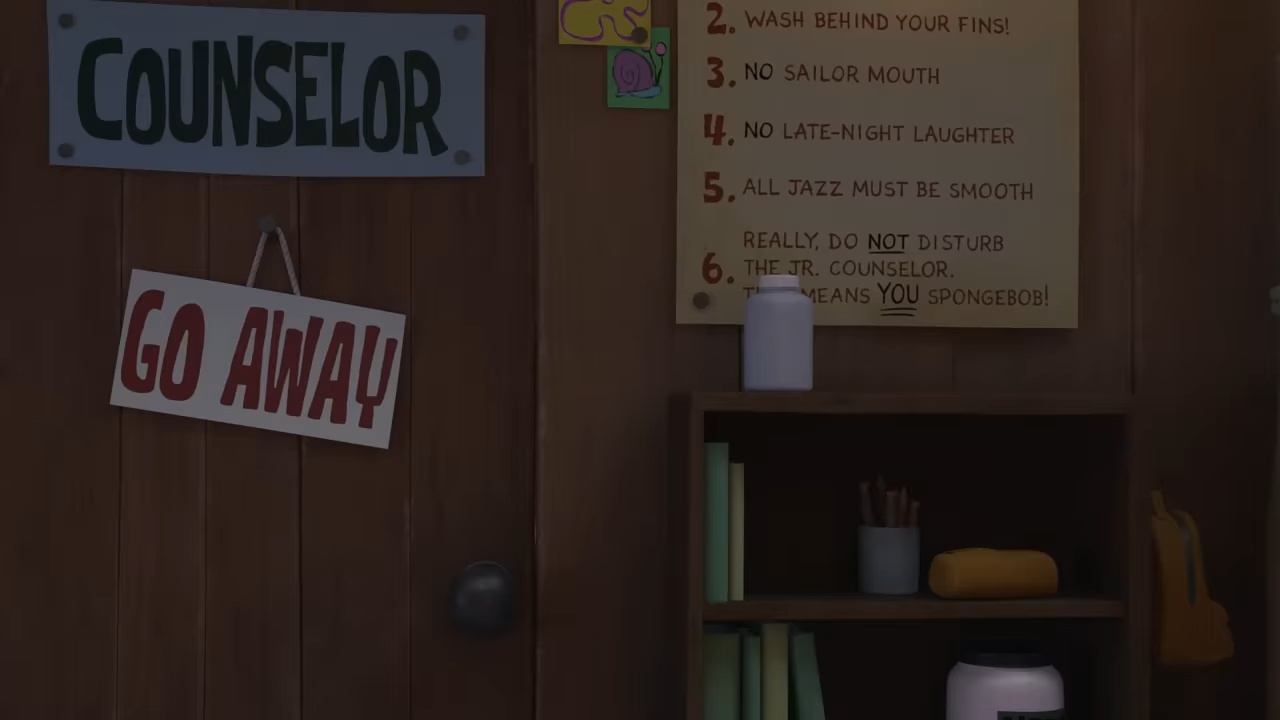 COUNSELOR
GO AWAY
2. WASH BEHIND YOUR FINS!
3. NO SAILOR MOUTH
4. NO LATE-NIGHT LAUGHTER
5. ALL JAZZ MUST BE SMOOTH
6. REALLY, DO NOT DISTURB
THE JR. COUNSELOR.
MEANS YOU SPONGEBOB!